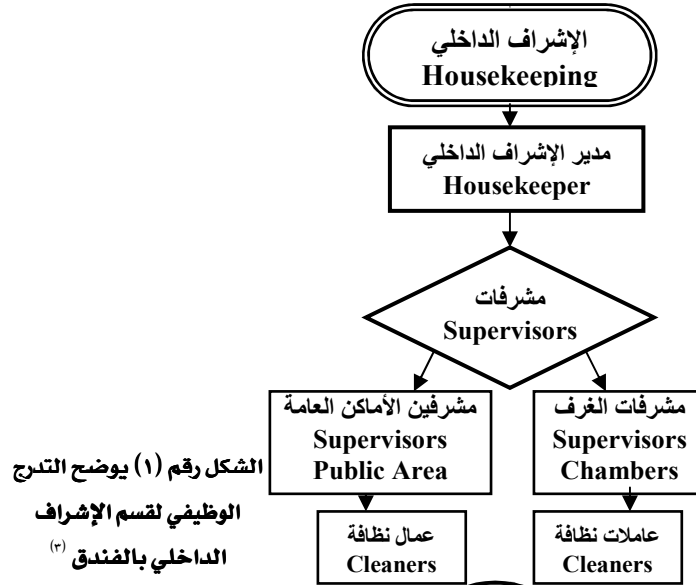 الإشراف الداخلي
Housekeeping
مدير الإشراف الداخلي
Housekeeper
مشرفات
Supervisors
مشرفين الأماكن العامة
Supervisors
Public Area
مشرفات الغرف
Supervisors
Chambers
عمال نظافة
Cleaners
عاملات نظافة
Cleaners
الشكل رقم (١) يوضح التدرج
الوظيفي لقسم الإشراف
الداخلي بالفندق (٣)